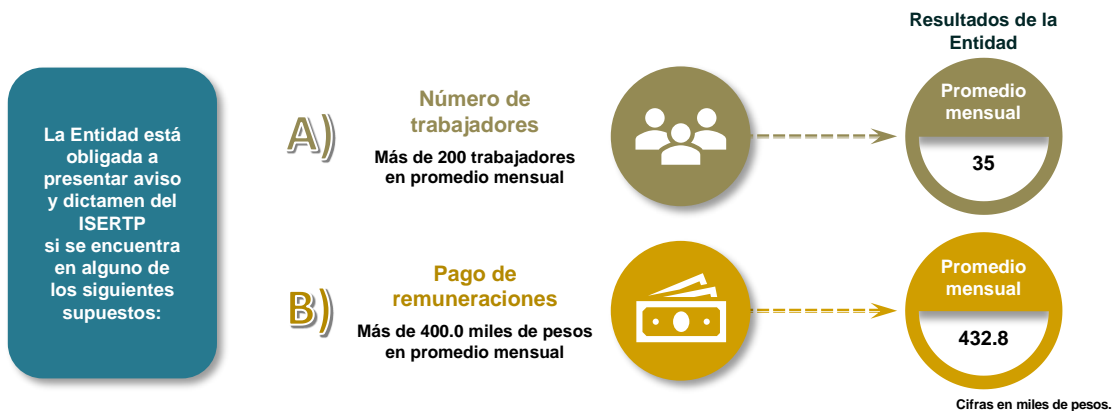 La Entidad está
obligada a
presentar aviso
y dictamen del
ISERTP
si se encuentra
en alguno de
los siguientes
supuestos:
A)
Número de
trabajadores
Más de 200 trabajadores
en promedio mensual
Resultados de la
Entidad
Promedio
mensual
35
B)
Pago de
remuneraciones
Más de 400.0 miles de pesos
en promedio mensual
Promedio
mensual
432.8
Cifras en miles de pesos.